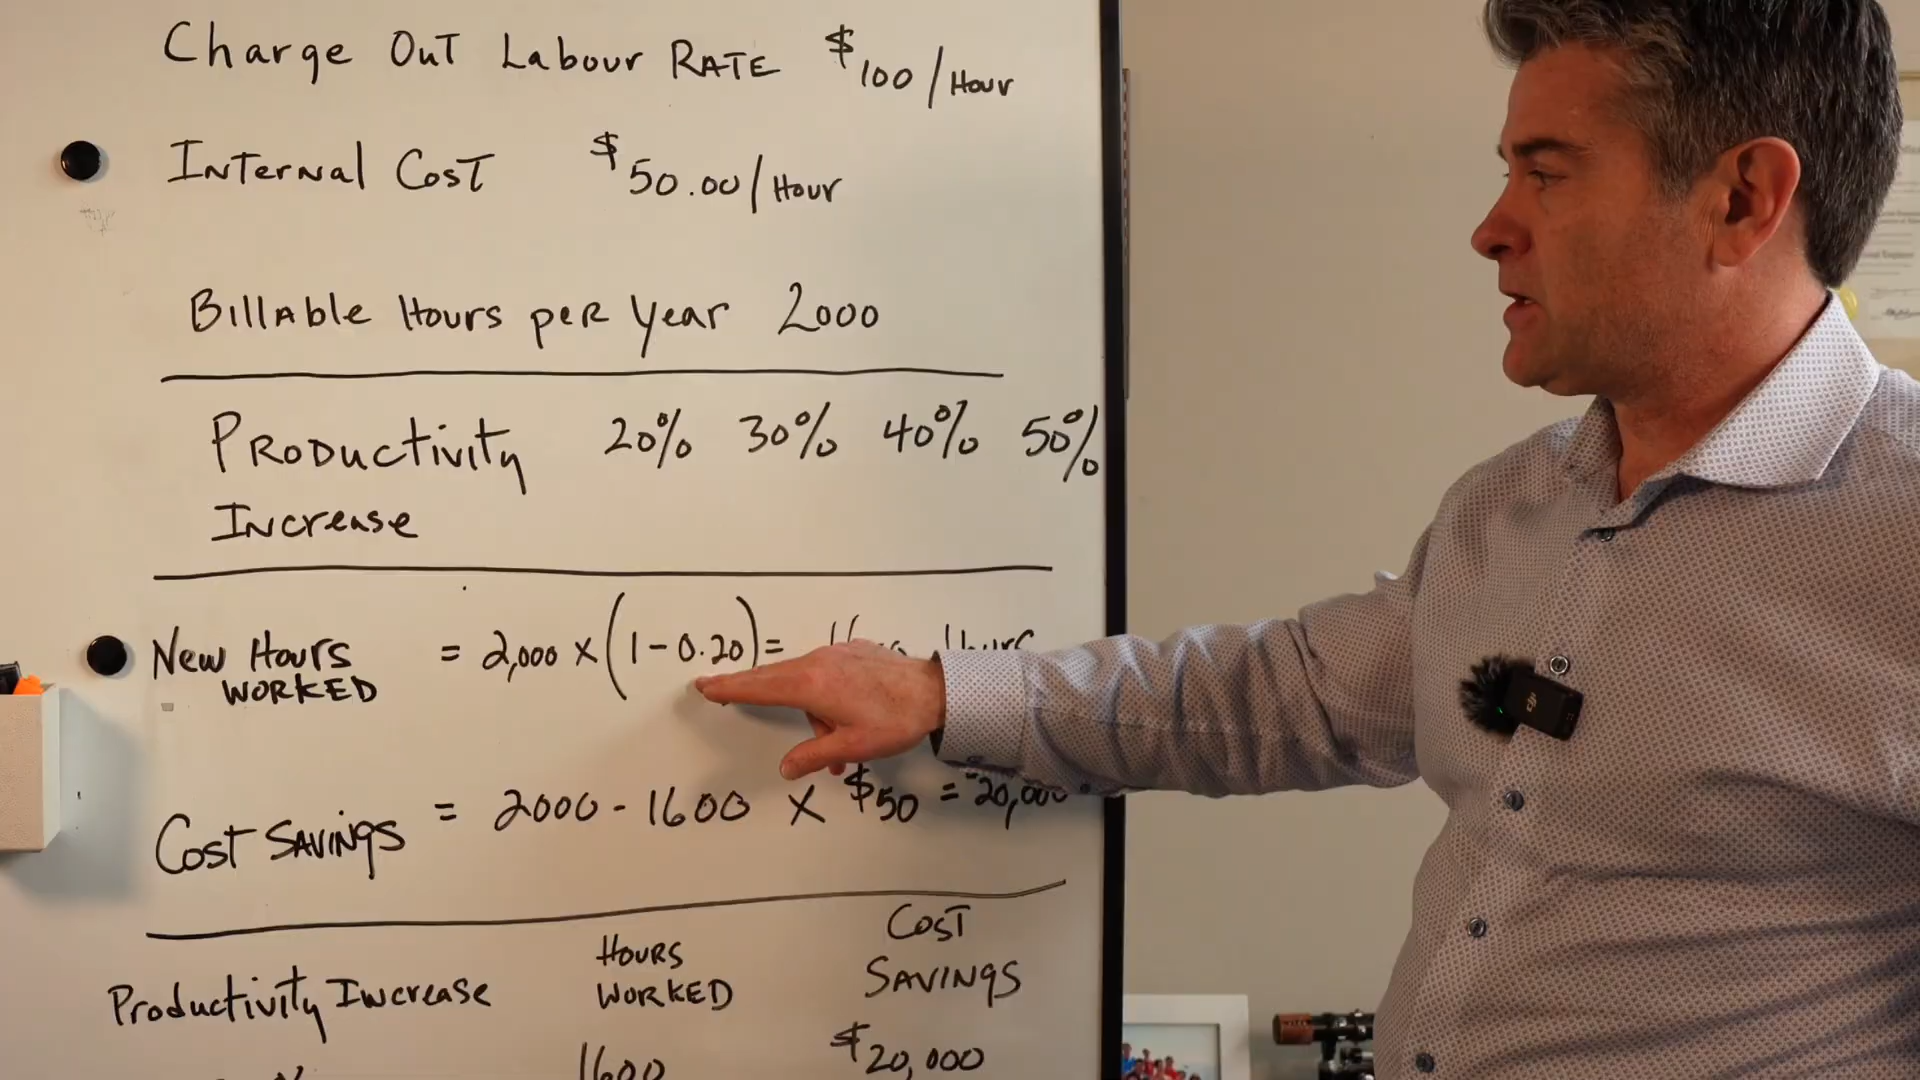 Charge Out Labour Rate $100/Hour
Internal Cost $50.00/Hour
Billable Hours per Year 2000
Productivity 20% 30% 40% 50%
Increase
New Hours = 2,000 x (1-0.20) = Hours
Worked
Cost Savings = 2000 - 1600 x $50 = $20,000
Cost
Hours
Savings
Productivity Increase Worked
1600 $20,000
DJI